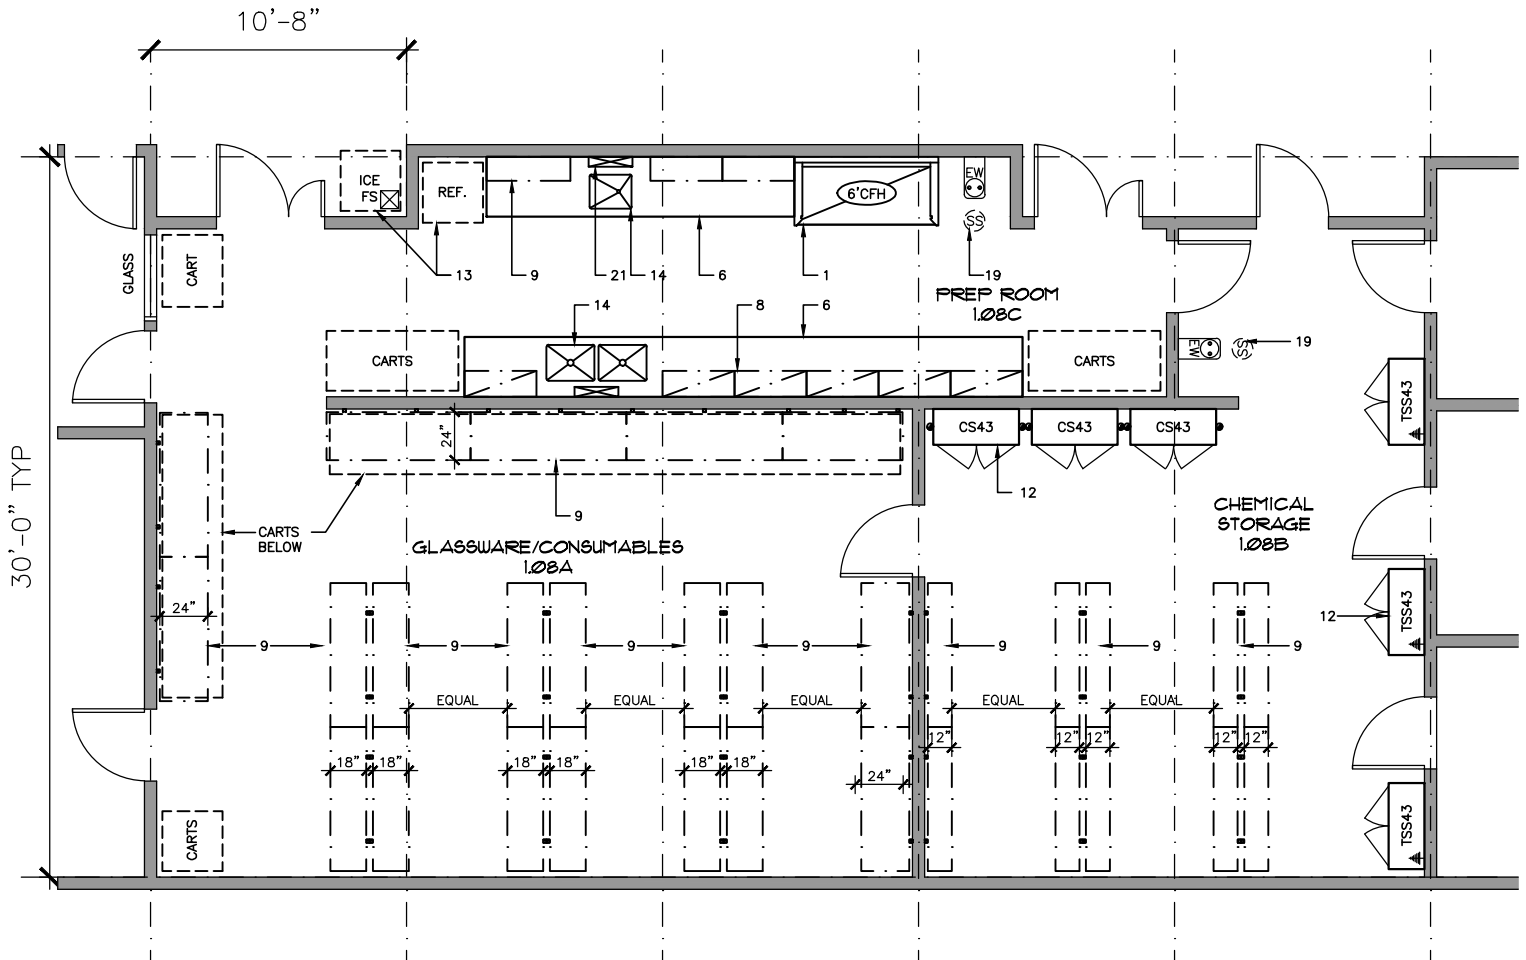 10'-8"
30'-0" TYP
ICE
FS
REF.
6'CFH
EW
SS
GLASS
CART
13
9
21
14
6
1
19
PREP ROOM
1.08C
14
8
6
CARTS
CARTS
EW
SS
19
TSS43
24"
CS43
CS43
CS43
12
9
CARTS
BELOW
GLASSWARE/CONSUMABLES
1.08A
CHEMICAL
STORAGE
1.08B
24"
TSS43
12
9
9
9
9
9
9
9
EQUAL
EQUAL
EQUAL
EQUAL
EQUAL
12"
12"
12"
12"
12"
18"
18"
18"
18"
18"
18"
24"
CARTS
TSS43